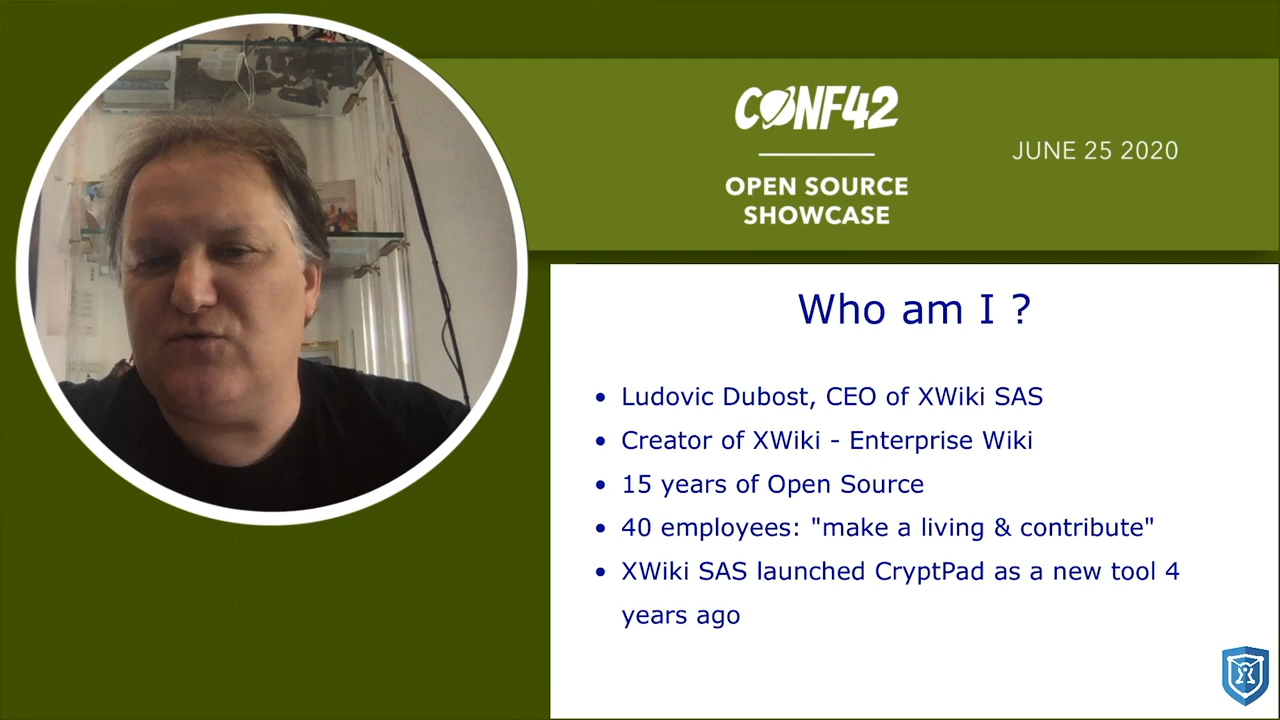 CONF42
OPEN SOURCE
SHOWCASE
JUNE 25 2020
Who am I ?
Ludovic Dubost, CEO of XWiki SAS
Creator of XWiki - Enterprise Wiki
15 years of Open Source
40 employees: "make a living & contribute"
XWiki SAS launched CryptPad as a new tool 4
years ago